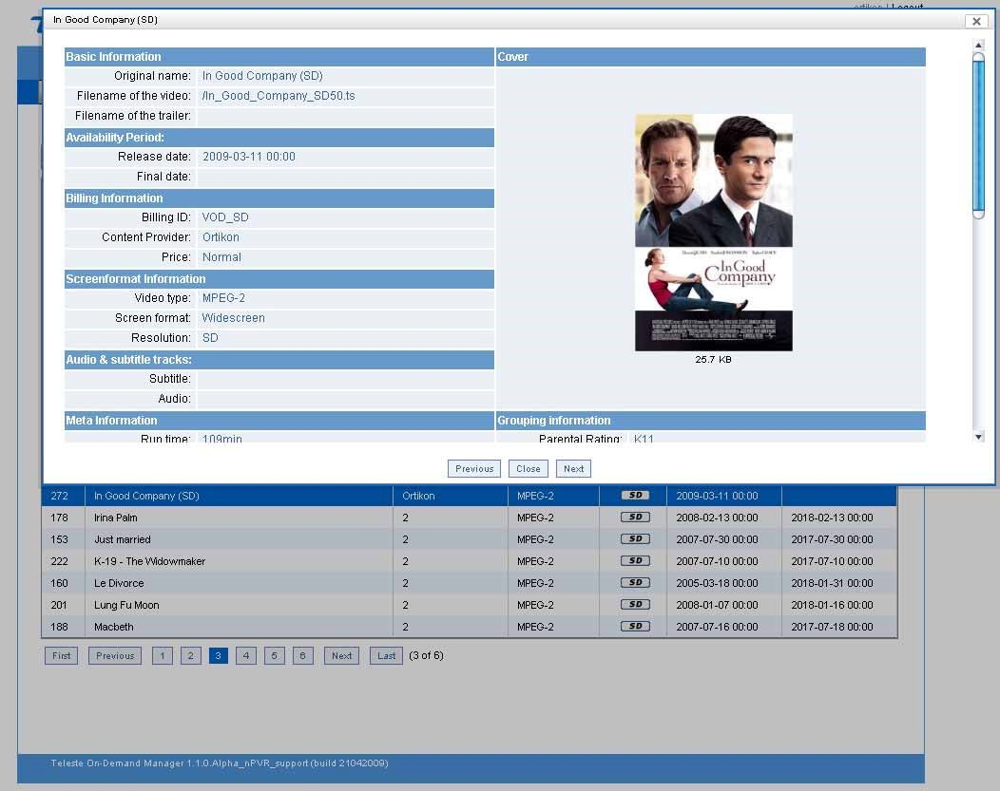 Logout
In Good Company (SD)
Basic Information
Cover
Original name: In Good Company (SD)
Filename of the video: /In_Good_Company_SD50.ts
Filename of the trailer:
Availability Period:
Release date: 2009-03-11 00:00
Final date:
Billing Information
Billing ID: VOD_SD
Content Provider: Ortikon
Price: Normal
Screenformat Information
Video type: MPEG-2
Screen format: Widescreen
Resolution: SD
Audio & subtitle tracks:
Subtitle:
Audio:
In Good
Company
25.7 KB
Meta Information
Grouping information
Run time: 109min
Parental Rating: K11
Previous Close Next
272 In Good Company (SD) Ortikon MPEG-2 SD 2009-03-11 00:00
178 Irina Palm 2 MPEG-2 SD 2008-02-13 00:00 2018-02-13 00:00
153 Just married 2 MPEG-2 SD 2007-07-30 00:00 2017-07-30 00:00
222 K-19 - The Widowmaker 2 MPEG-2 SD 2007-07-10 00:00 2017-07-10 00:00
160 Le Divorce 2 MPEG-2 SD 2005-03-18 00:00 2018-01-31 00:00
201 Lung Fu Moon 2 MPEG-2 SD 2008-01-07 00:00 2018-01-16 00:00
188 Macbeth 2 MPEG-2 SD 2007-07-16 00:00 2017-07-18 00:00
First Previous 1 2 3 4 5 6 Next Last (3 of 6)
Teleste On-Demand Manager 1.1.0.Alpha_nPVR_support (build 21042009)